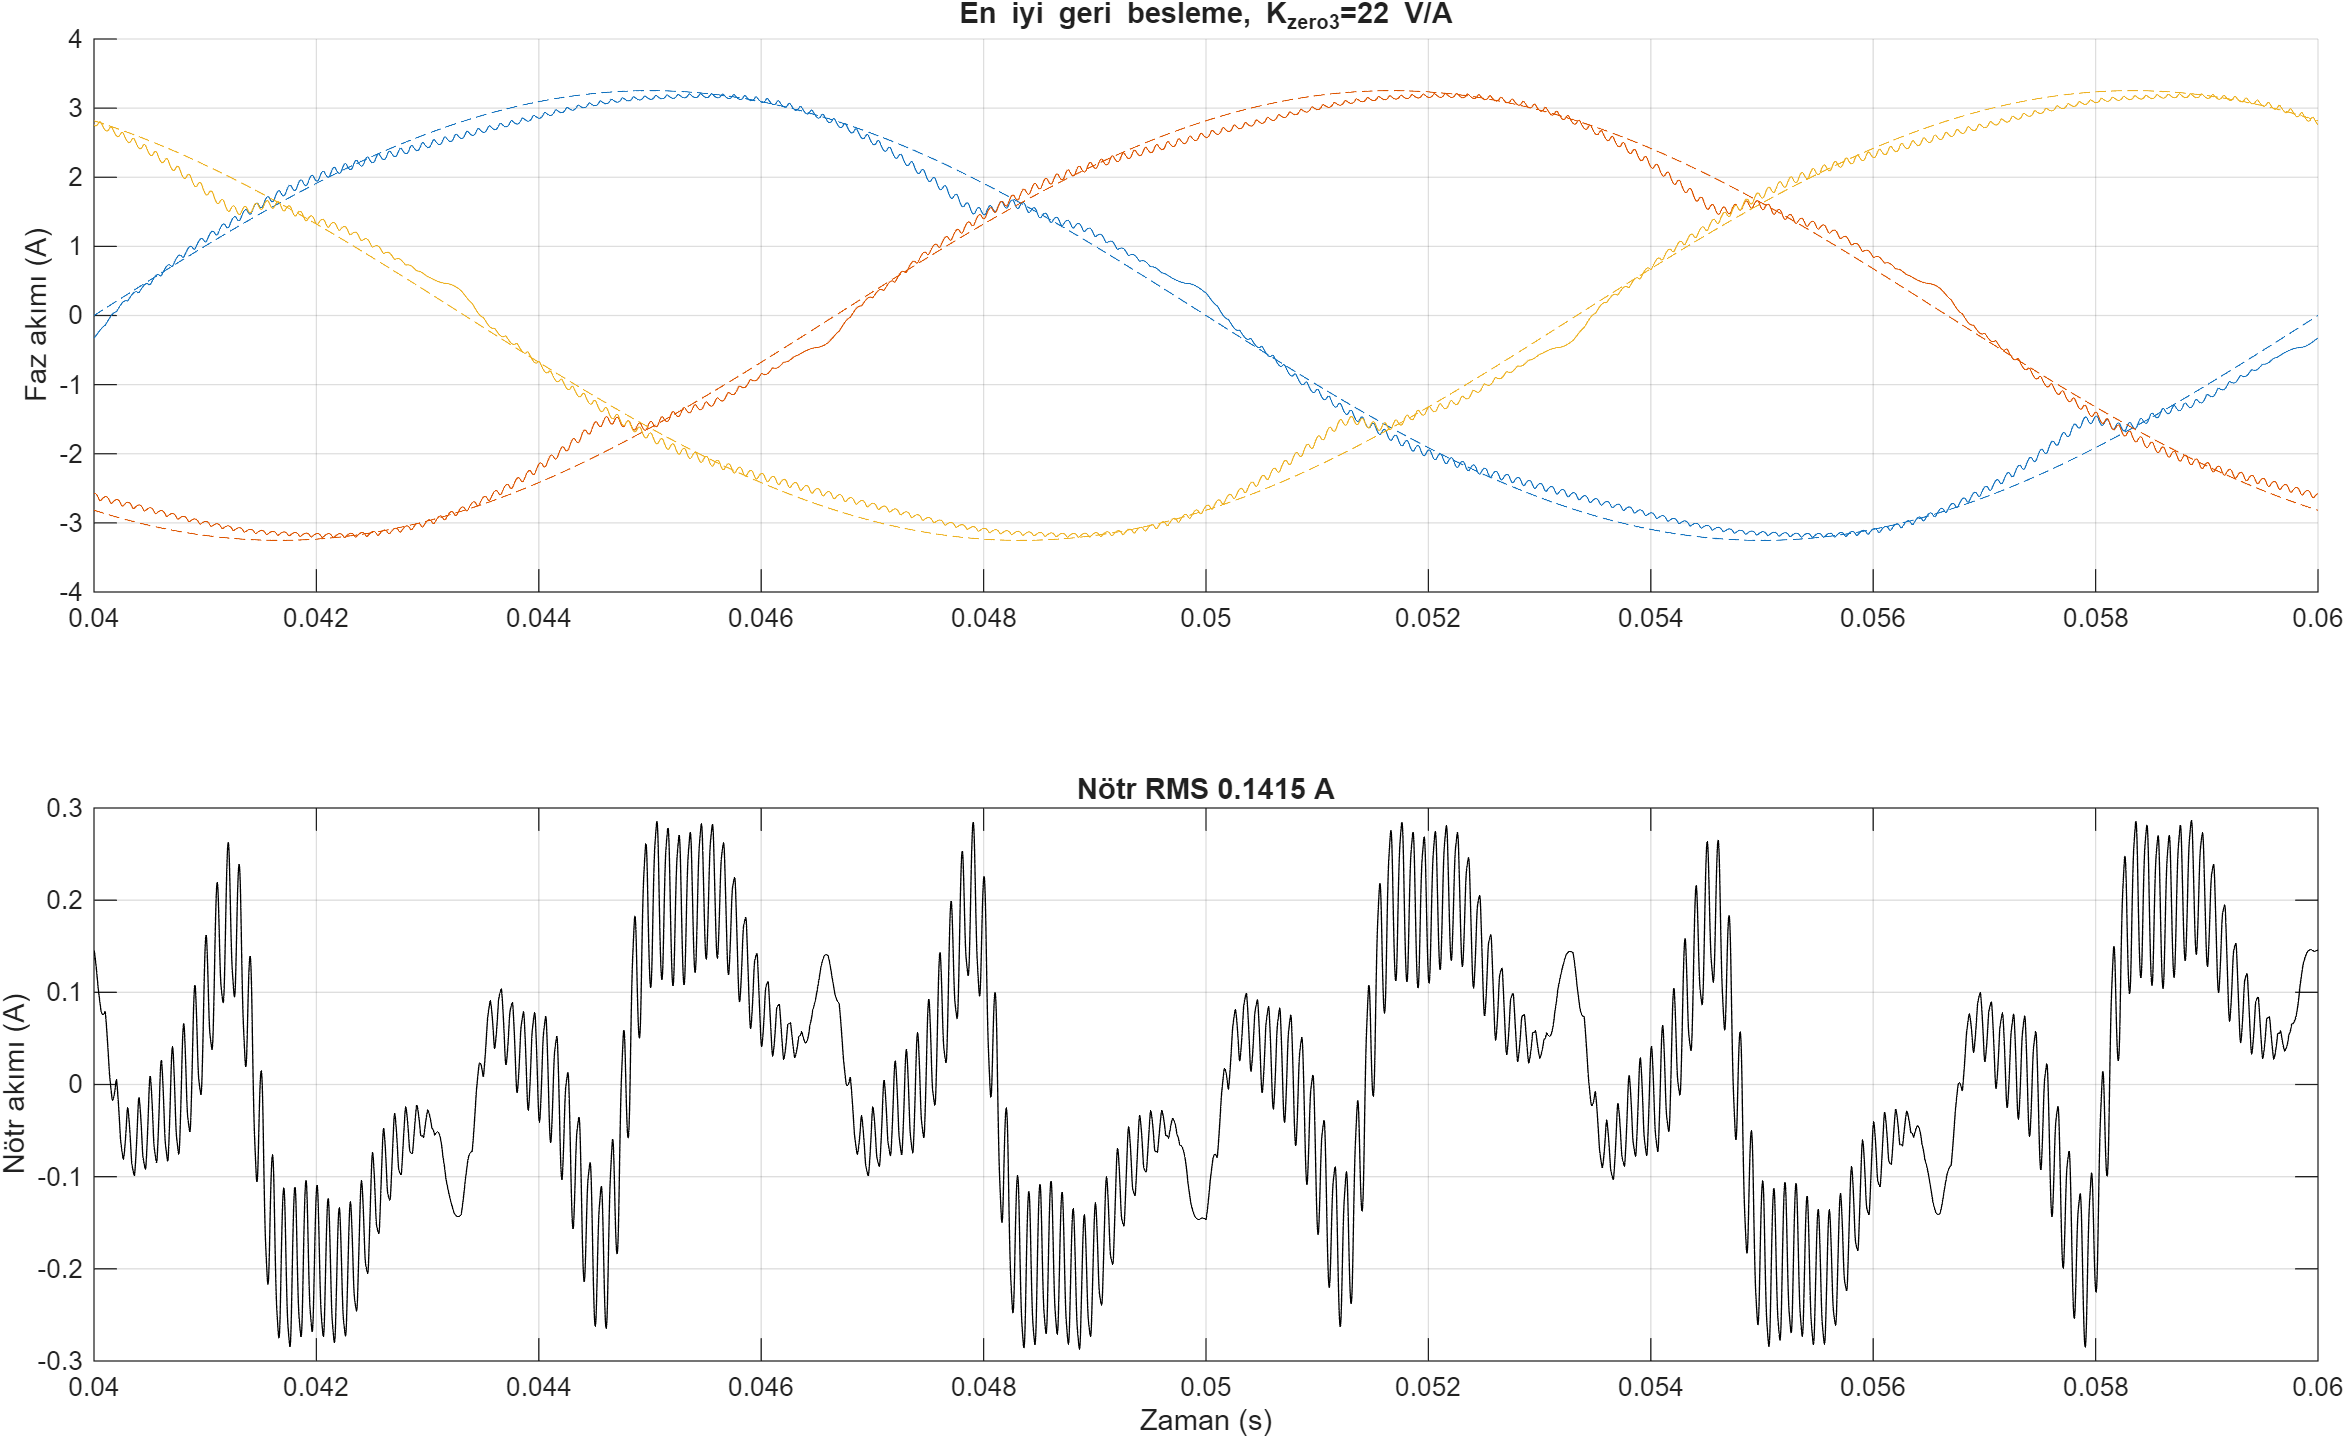 En iyi geri besleme, Kzero3=22 V/A
4
3
2
1
0
-1
-2
-3
-4
Faz akımı (A)
0.04 0.042 0.044 0.046 0.048 0.05 0.052 0.054 0.056 0.058 0.06
Nötr RMS 0.1415 A
0.3
0.2
0.1
0
-0.1
-0.2
-0.3
Nötr akımı (A)
0.04 0.042 0.044 0.046 0.048 0.05 0.052 0.054 0.056 0.058 0.06
Zaman (s)